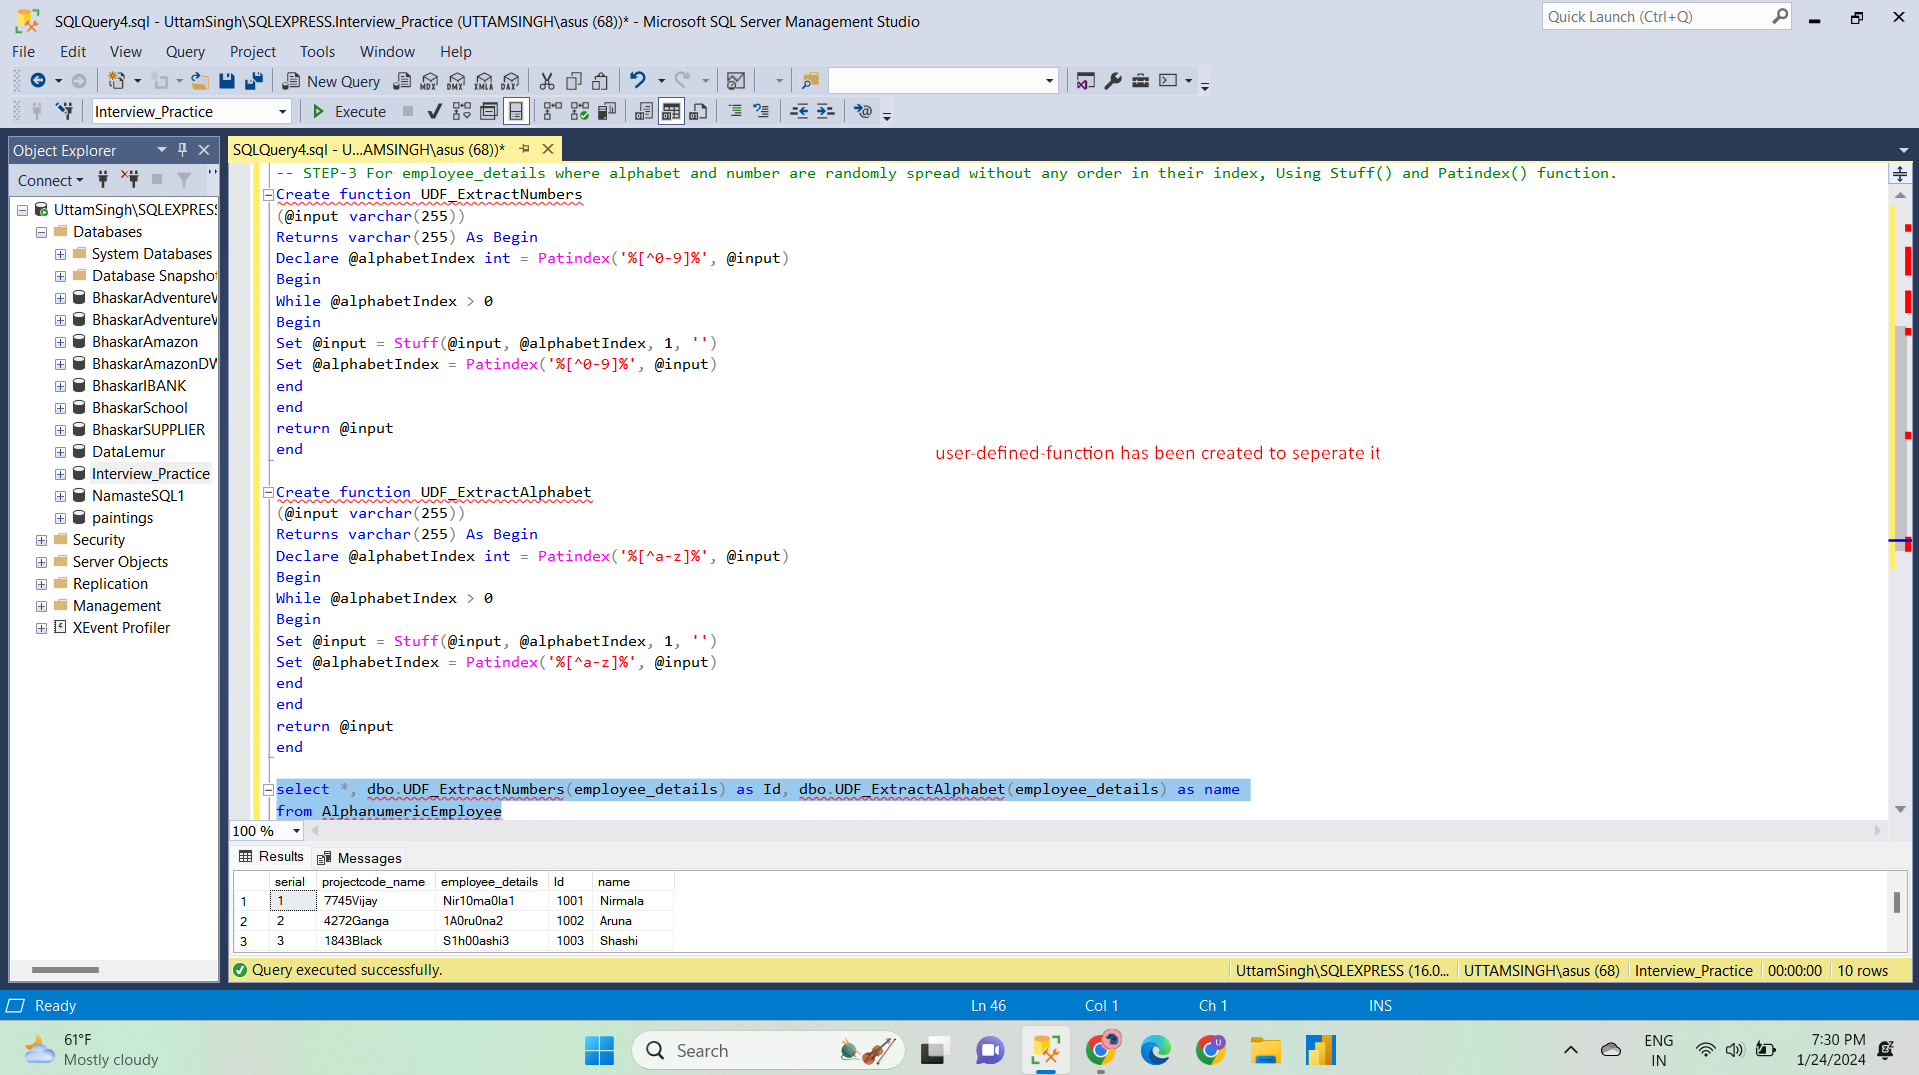 SQLQuery4.sql - UttamSingh\SQLEXPRESS.Interview_Practice (UTTAMSINGH\asus (68))* - Microsoft SQL Server Management Studio
Quick Launch (Ctrl+Q)
File Edit View Query Project Tools Window Help
New Query MDX DMX XMLA DAX
Interview_Practice Execute
Object Explorer
Connect
UttamSingh\SQLEXPRESS
Databases
System Databases
Database Snapshot
BhaskarAdventureW
BhaskarAdventureW
BhaskarAmazon
BhaskarAmazonDW
BhaskarIBANK
BhaskarSchool
BhaskarSUPPLIER
DataLemur
Interview_Practice
NamasteSQL1
paintings
Security
Server Objects
Replication
Management
XEvent Profiler
SQLQuery4.sql - U...AMSINGH\asus (68))*
-- STEP-3 For employee_details where alphabet and number are randomly spread without any order in their index, Using Stuff() and Patindex() function.
Create function UDF_ExtractNumbers
(@input varchar(255))
Returns varchar(255) As Begin
Declare @alphabetIndex int = Patindex('%[^0-9]%', @input)
Begin
While @alphabetIndex > 0
Begin
Set @input = Stuff(@input, @alphabetIndex, 1, '')
Set @alphabetIndex = Patindex('%[^0-9]%', @input)
end
end
return @input
end
user-defined-function has been created to seperate it
Create function UDF_ExtractAlphabet
(@input varchar(255))
Returns varchar(255) As Begin
Declare @alphabetIndex int = Patindex('%[^a-z]%', @input)
Begin
While @alphabetIndex > 0
Begin
Set @input = Stuff(@input, @alphabetIndex, 1, '')
Set @alphabetIndex = Patindex('%[^a-z]%', @input)
end
end
return @input
end
select *, dbo.UDF_ExtractNumbers(employee_details) as Id, dbo.UDF_ExtractAlphabet(employee_details) as name
from AlphanumericEmployee
100 %
Results Messages
serial projectcode_name employee_details Id name
1 1 7745Vijay Nir10ma0la1 1001 Nirmala
2 2 4272Ganga 1A0ru0na2 1002 Aruna
3 3 1843Black S1h00ashi3 1003 Shashi
Query executed successfully. UttamSingh\SQLEXPRESS (16.0... UTTAMSINGH\asus (68) Interview_Practice 00:00:00 10 rows
Ready Ln 46 Col 1 Ch 1 INS
61°F
Mostly cloudy
Search
ENG
IN
7:30 PM
1/24/2024